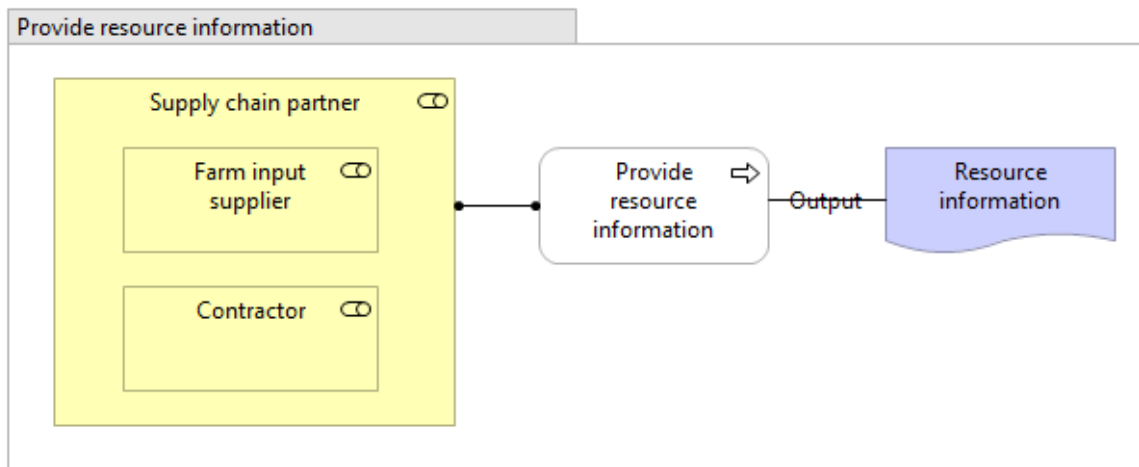 Provide resource information
Supply chain partner
Farm input
supplier
Contractor
Provide
resource
information
Output
Resource
information